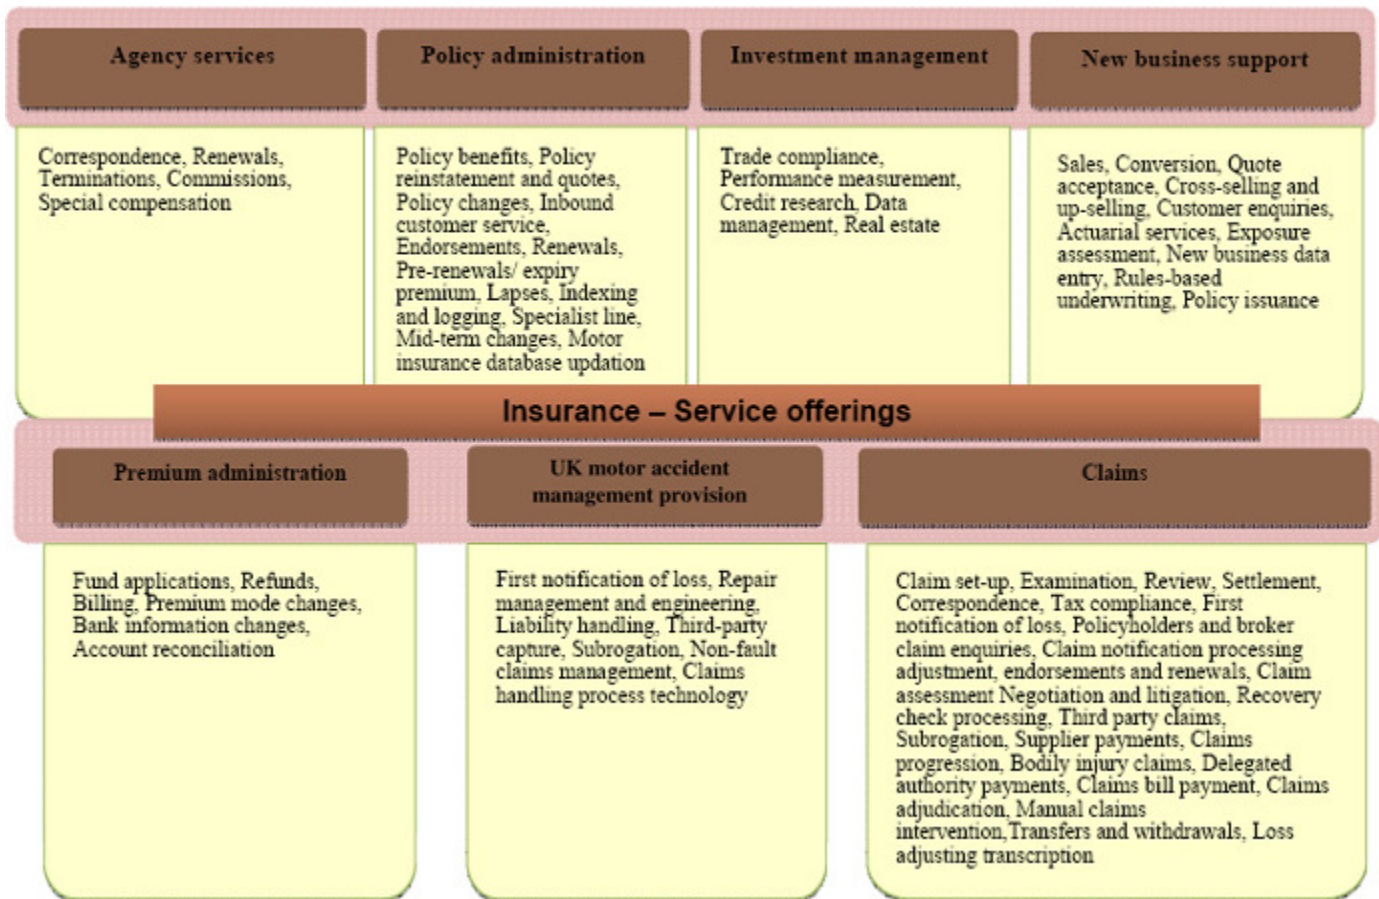 Agency services
Correspondence, Renewals,
Terminations, Commissions,
Special compensation
Policy administration
Policy benefits, Policy
reinstatement and quotes,
Policy changes, Inbound
customer service,
Endorsements, Renewals,
Pre-renewals/ expiry
premium, Lapses, Indexing
and logging, Specialist line,
Mid-term changes, Motor
insurance database updation
Investment management
Trade compliance,
Performance measurement,
Credit research, Data
management, Real estate
New business support
Sales, Conversion, Quote
acceptance, Cross-selling and
up-selling, Customer enquiries,
Actuarial services, Exposure
assessment, New business data
entry, Rules-based
underwriting, Policy issuance
Insurance – Service offerings
Premium administration
Fund applications, Refunds,
Billing, Premium mode changes,
Bank information changes,
Account reconciliation
UK motor accident
management provision
First notification of loss, Repair
management and engineering,
Liability handling, Third-party
capture, Subrogation, Non-fault
claims management, Claims
handling process technology
Claims
Claim set-up, Examination, Review, Settlement,
Correspondence, Tax compliance, First
notification of loss, Policyholders and broker
claim enquiries, Claim notification processing
adjustment, endorsements and renewals, Claim
assessment Negotiation and litigation, Recovery
check processing, Third party claims,
Subrogation, Supplier payments, Claims
progression, Bodily injury claims, Delegated
authority payments, Claims bill payment, Claims
adjudication, Manual claims
intervention,Transfers and withdrawals, Loss
adjusting transcription